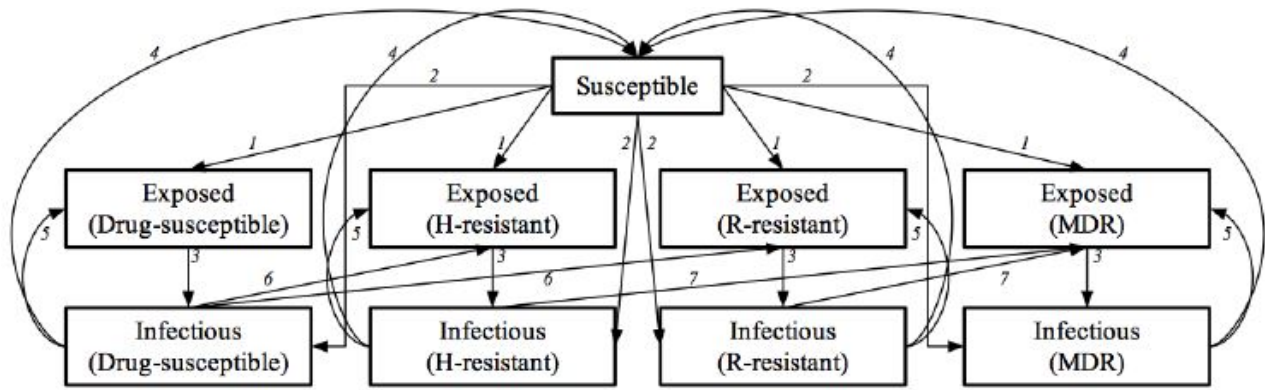 4
4
4
4
2
Susceptible
2
1
1
2
2
1
1
Exposed
(Drug-susceptible)
Exposed
(H-resistant)
Exposed
(R-resistant)
Exposed
(MDR)
5
5
5
5
3
3
3
3
6
6
7
7
Infectious
(Drug-susceptible)
Infectious
(H-resistant)
Infectious
(R-resistant)
Infectious
(MDR)